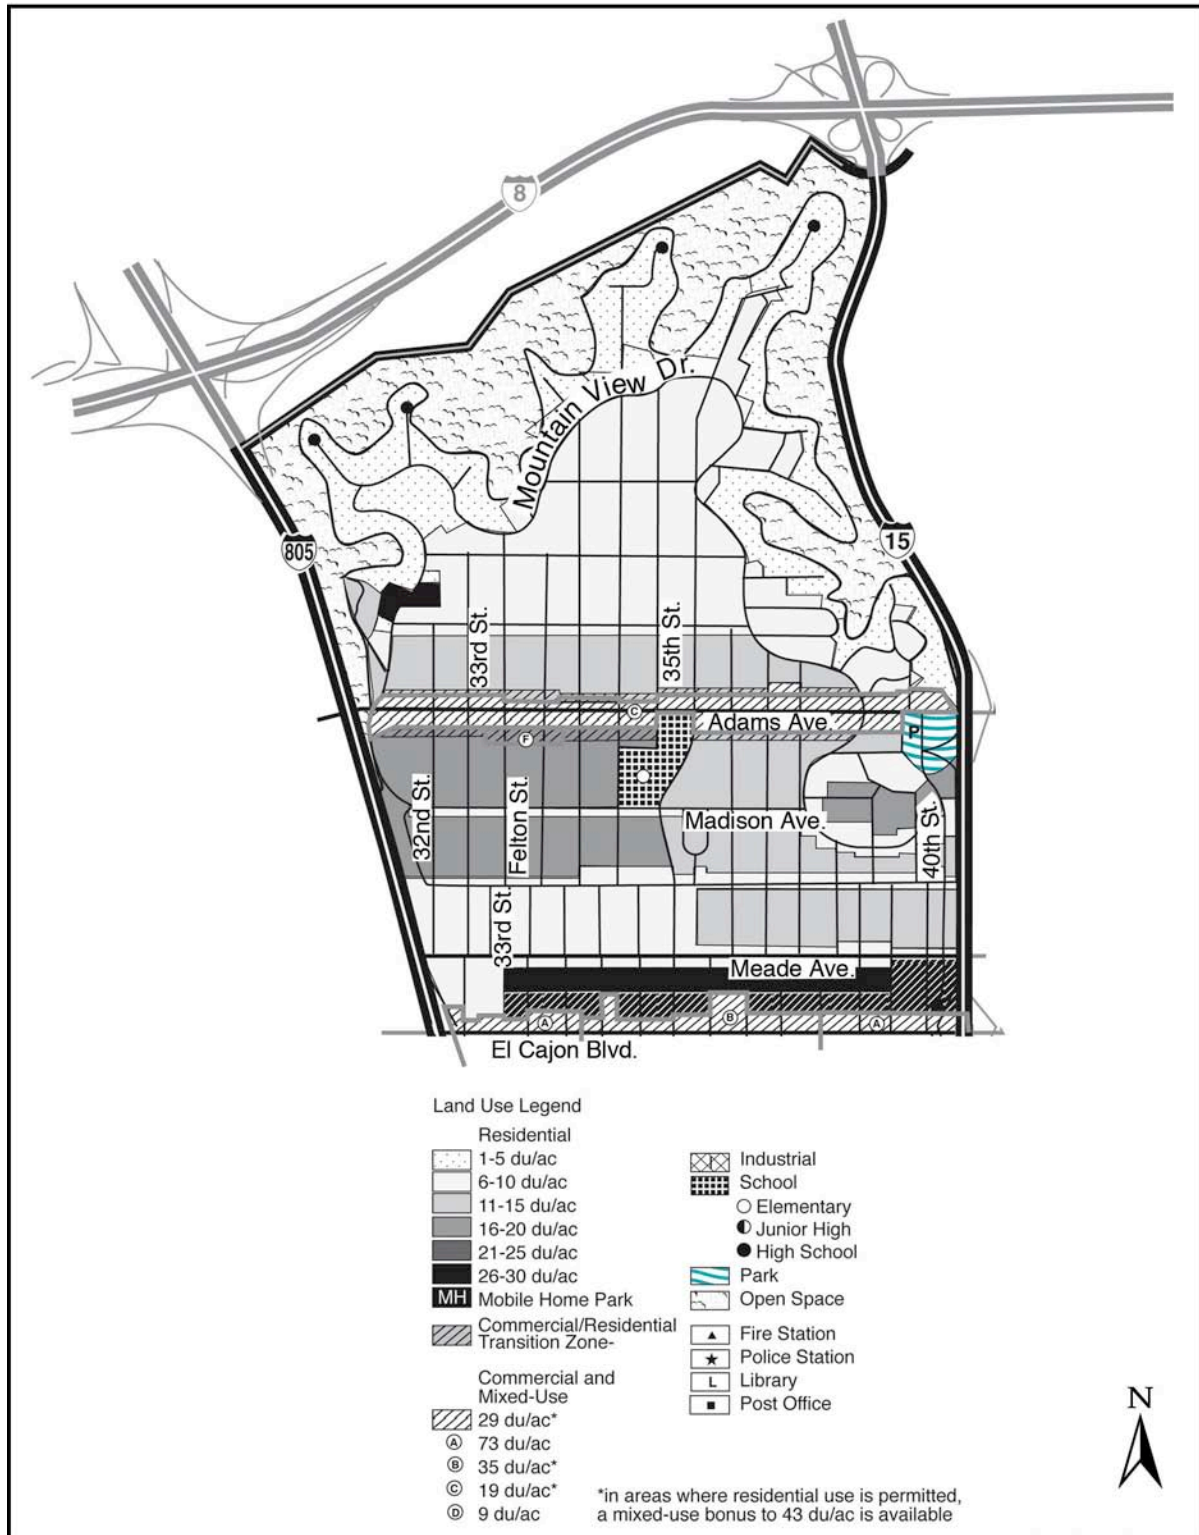 8
Mountain View Dr.
805
15
33rd St.
35th St.
C
Adams Ave
F
P
32nd St.
Felton St.
Madison Ave.
40th St.
33rd St.
Meade Ave.
A
B
A
El Cajon Blvd.
Land Use Legend
Residential
1-5 du/ac
6-10 du/ac
11-15 du/ac
16-20 du/ac
21-25 du/ac
26-30 du/ac
MH Mobile Home Park
Commercial/Residential
Transition Zone-
Commercial and
Mixed-Use
29 du/ac*
A 73 du/ac
B 35 du/ac*
C 19 du/ac*
D 9 du/ac
Industrial
School
Elementary
Junior High
High School
Park
Open Space
Fire Station
Police Station
L Library
Post Office
*in areas where residential use is permitted,
a mixed-use bonus to 43 du/ac is available
N